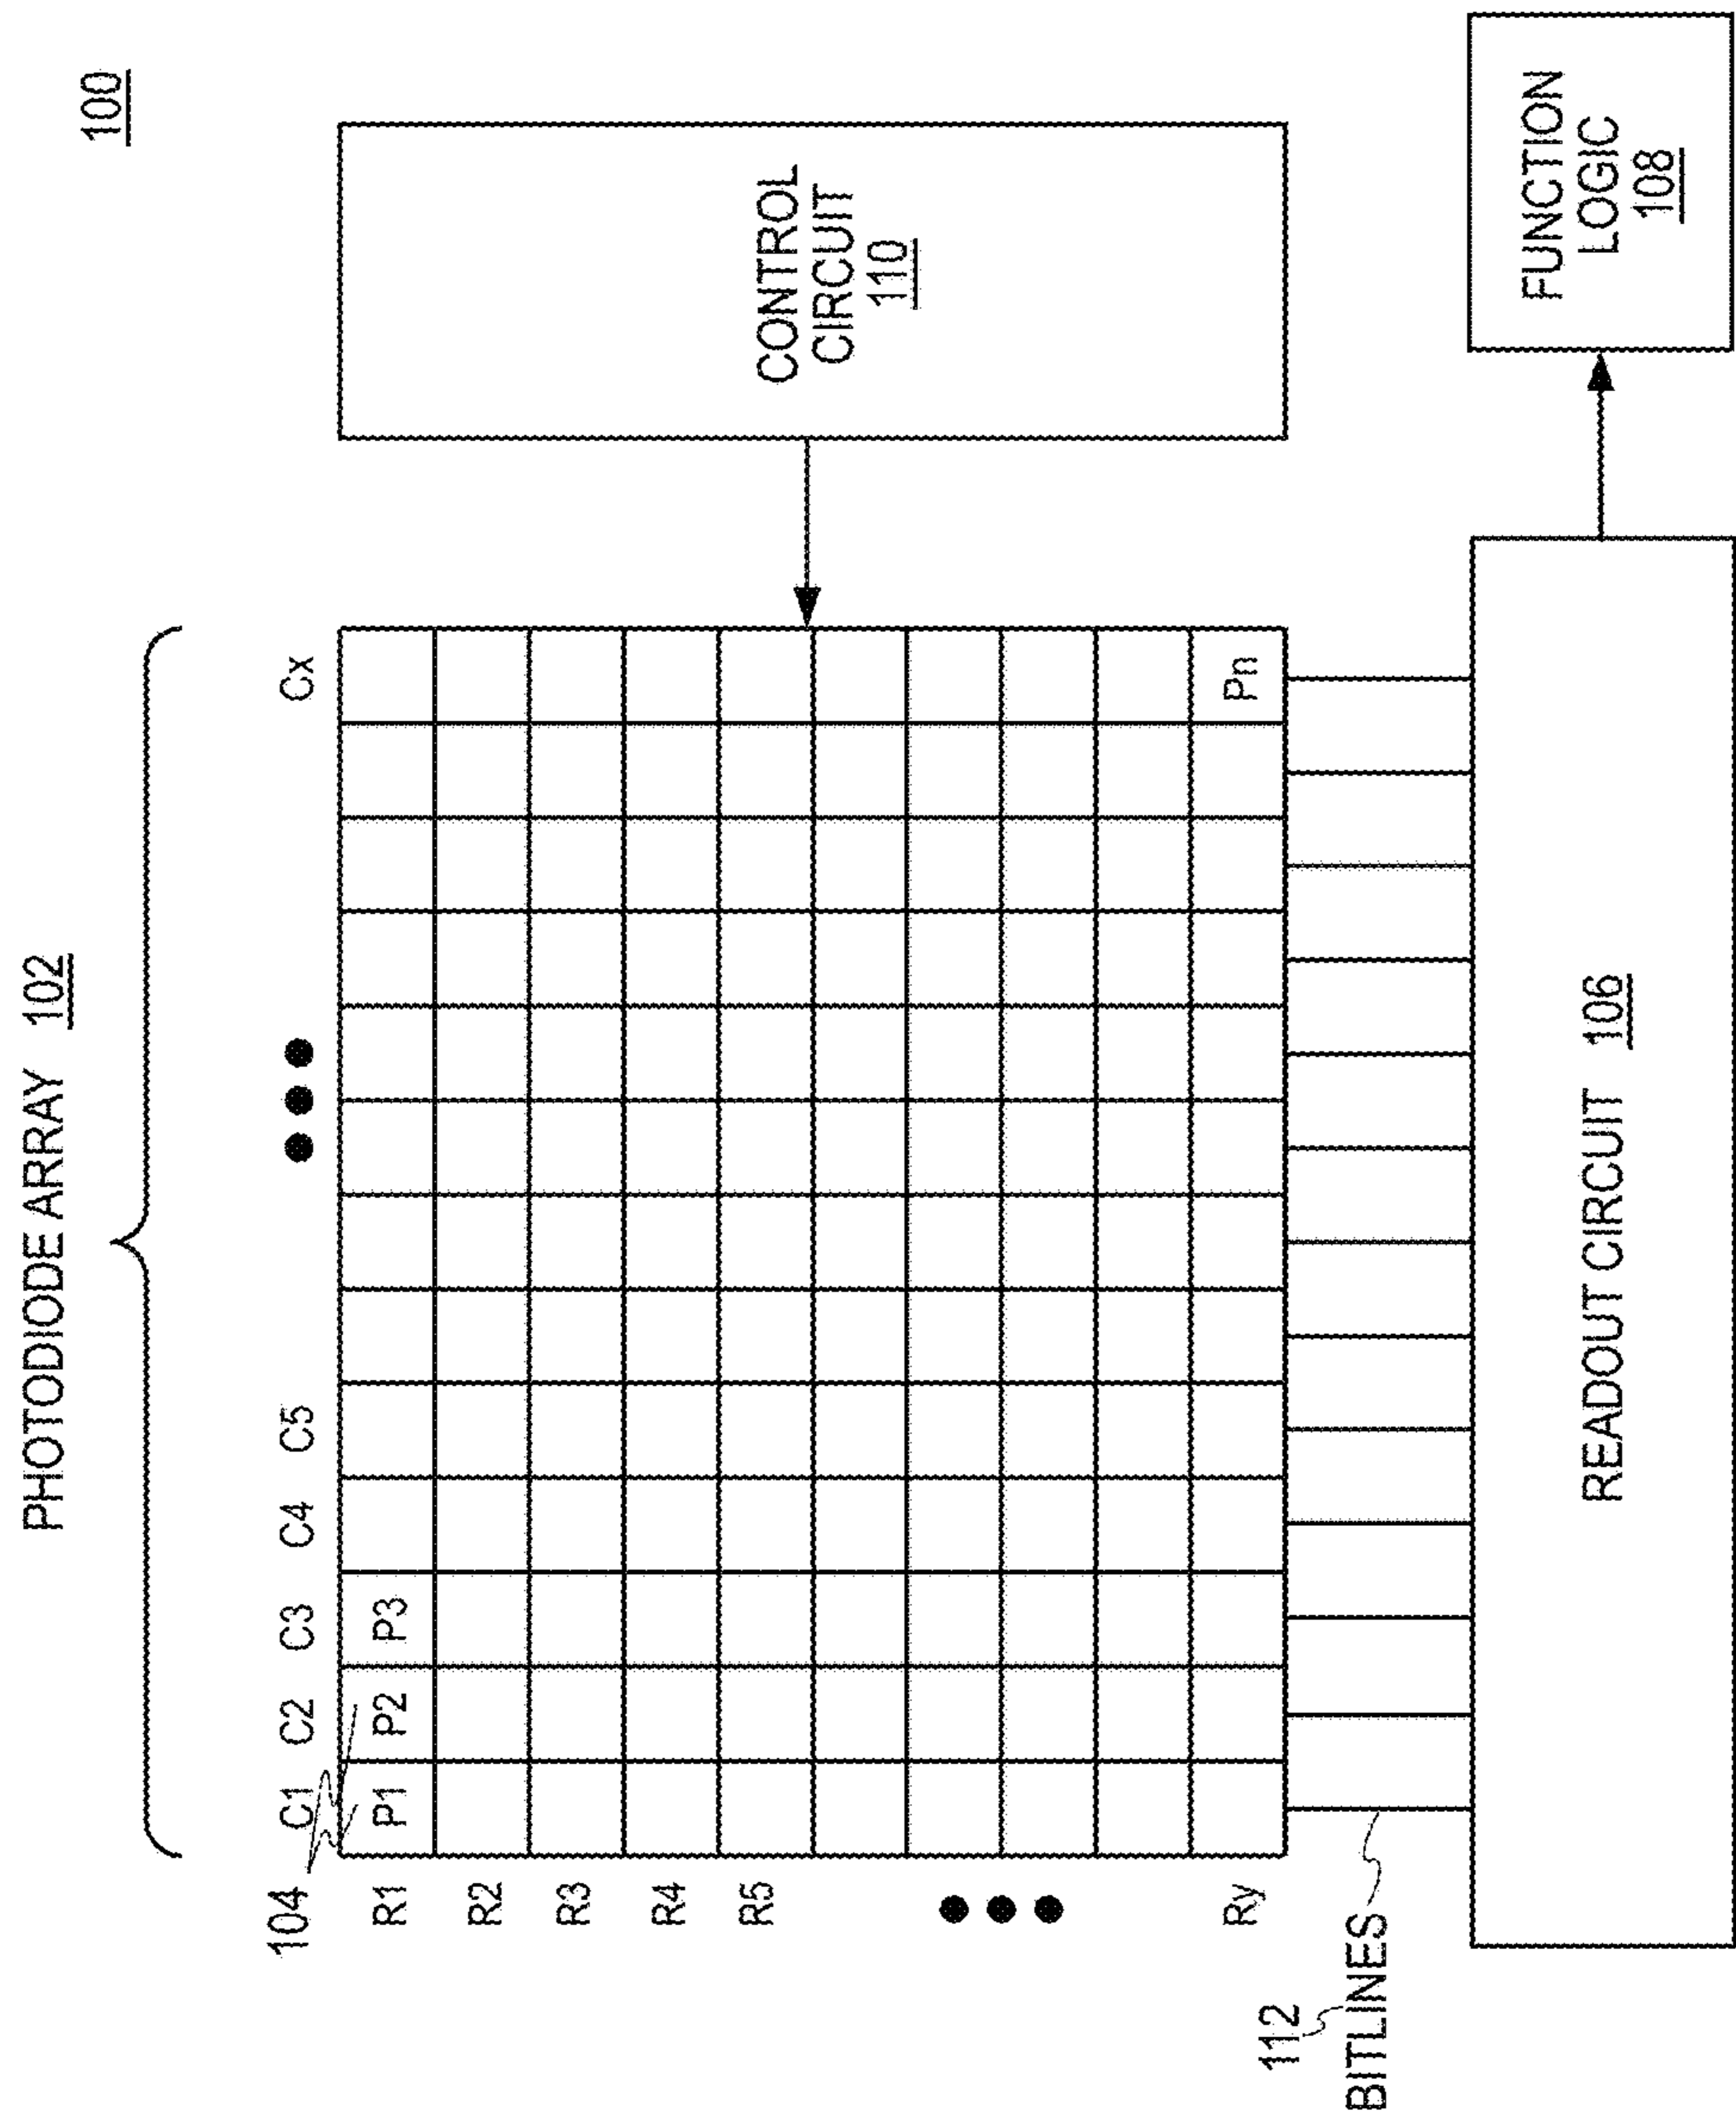 100
PHOTODIODE ARRAY 102
C1 C2 C3 C4 C5 Cx
104
R1 P1 P2 P3
R2
R3
R4
R5
Ry Pn
CONTROL
CIRCUIT
110
112
BITLINES
READOUT CIRCUIT 106
FUNCTION
LOGIC
108